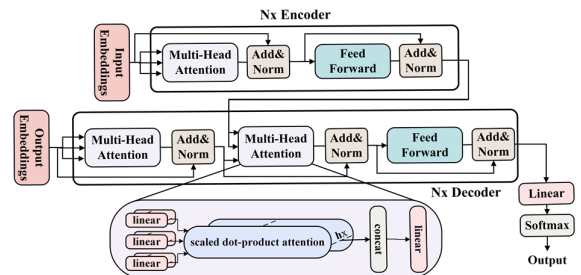 Nx Encoder
Input
Embeddings
Multi-Head
Attention
Add&
Norm
Feed
Forward
Add&
Norm
Output
Embeddings
Multi-Head
Attention
Add&
Norm
Multi-Head
Attention
Add&
Norm
Feed
Forward
Add&
Norm
Nx Decoder
Linear
Softmax
Output
linear
linear
linear
scaled dot-product attention
hx
concat
linear